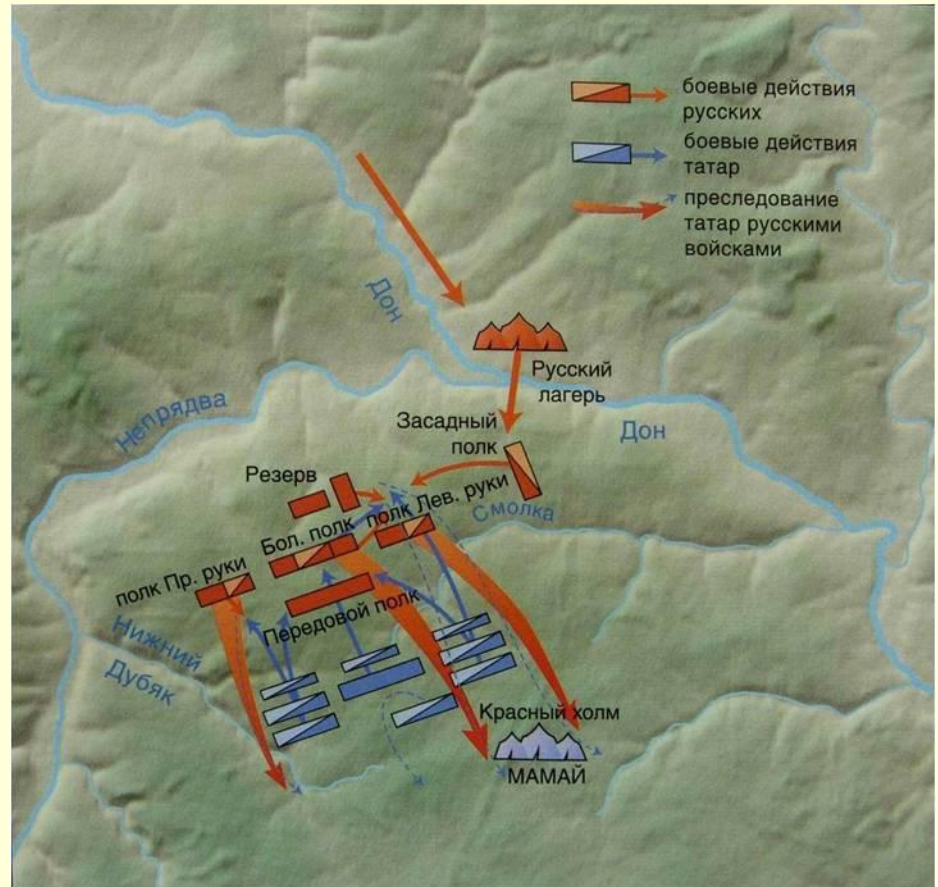 боевые действия
русских
боевые действия
татар
преследование
татар русскими
войсками
Дон
Русский
лагерь
Непрядва
Засадный
полк
Дон
Резерв
полк Лев. руки
Смолка
Бол. полк
полк Пр. руки
Передовой полк
Нижний
Дубяк
Красный холм
МАМАЙ